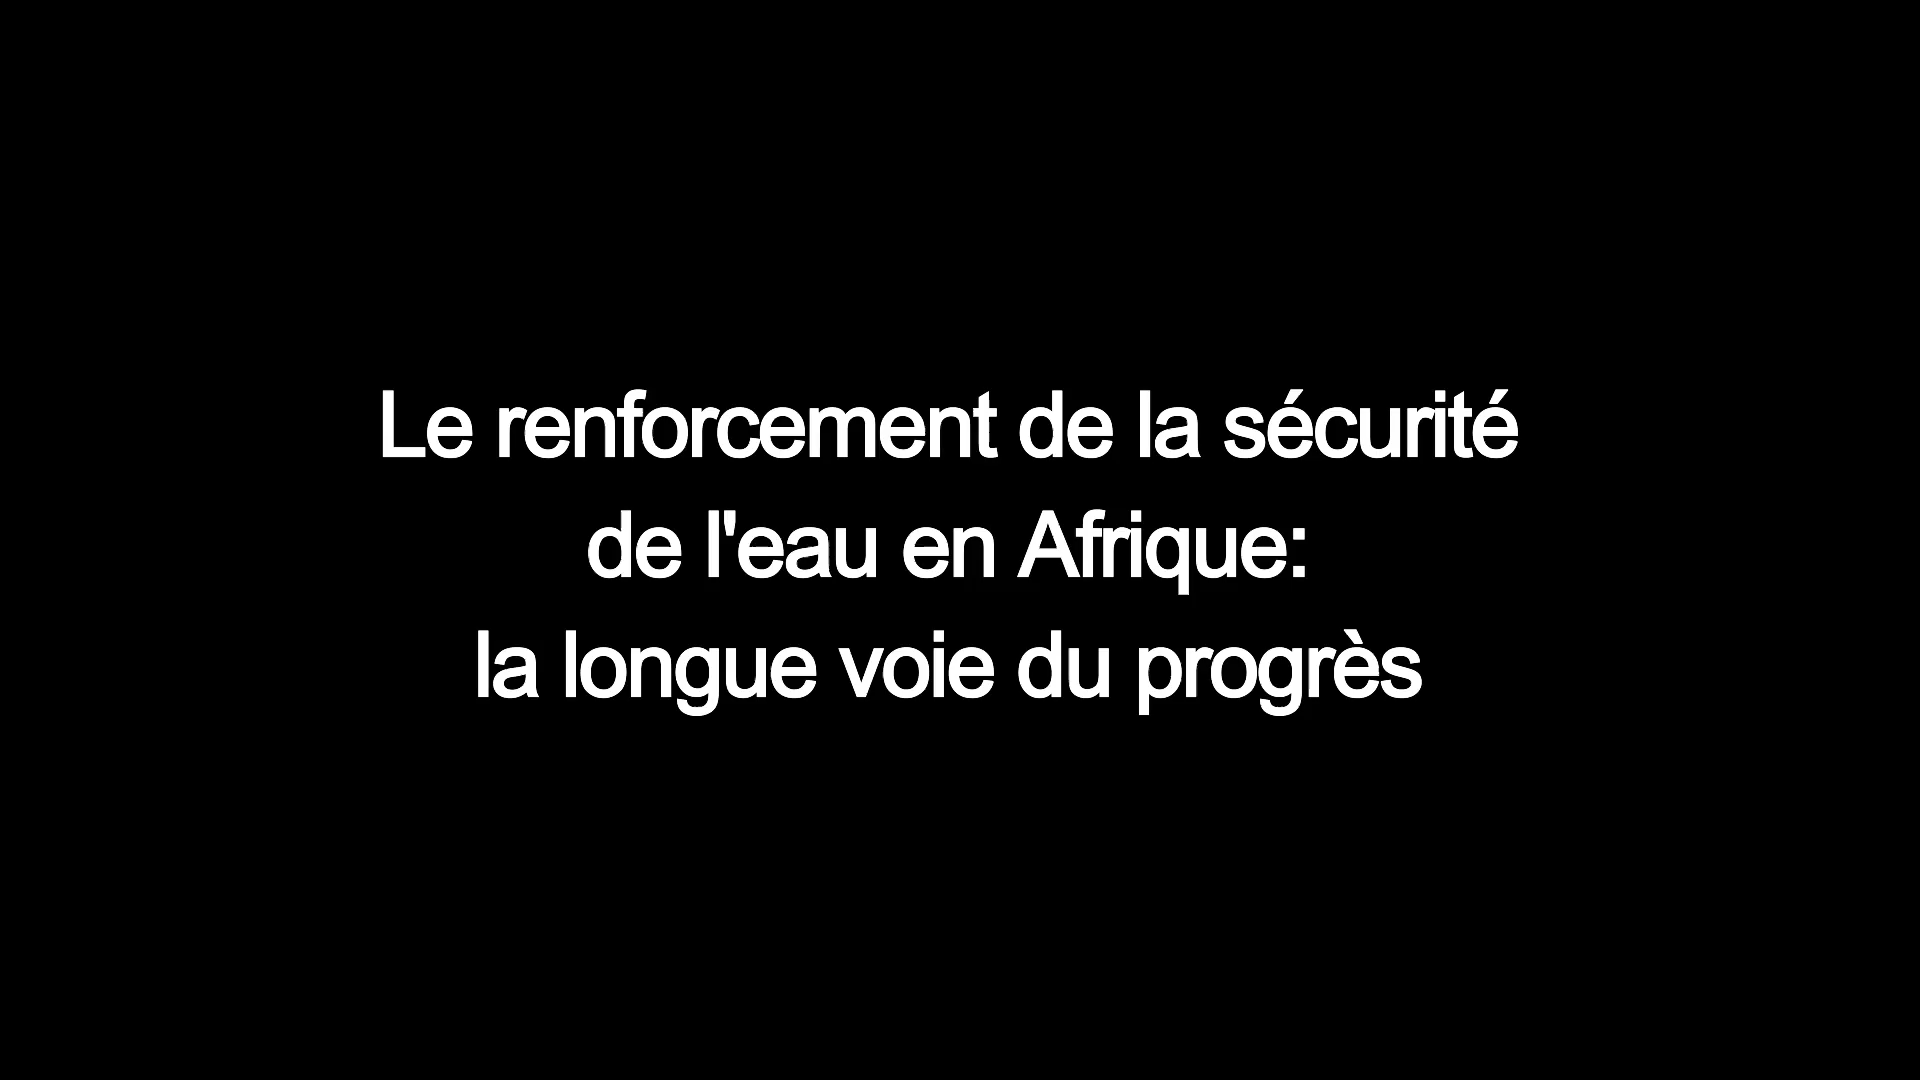 Le renforcement de la sécurité
de l'eau en Afrique:
la longue voie du progrès